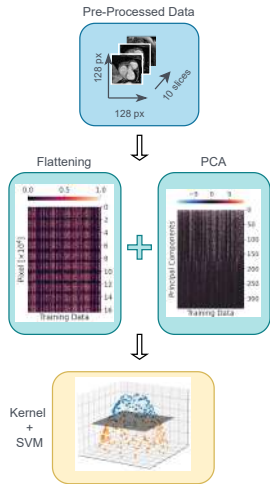 Pre-Processed Data
128 px
10 slices
128 px
Flattening
PCA
0.0 0.5 1.0
Pixel [×10⁴]
0
2
4
6
8
10
12
14
16
Training Data
−5 0 5
Principal Components
0
50
100
150
200
250
300
Training Data
Kernel
+
SVM